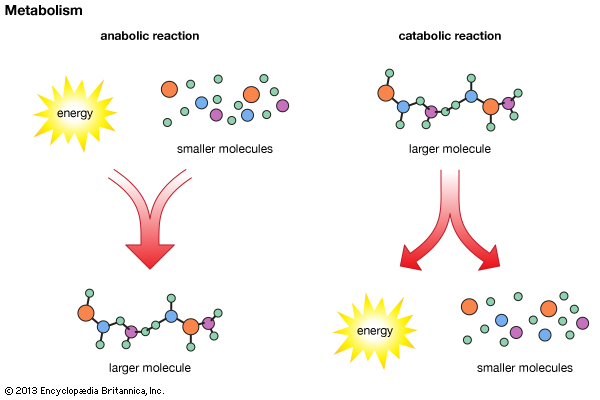 Metabolism
anabolic reaction
energy
smaller molecules
larger molecule
catabolic reaction
larger molecule
energy
smaller molecules
© 2013 Encyclopædia Britannica, Inc.